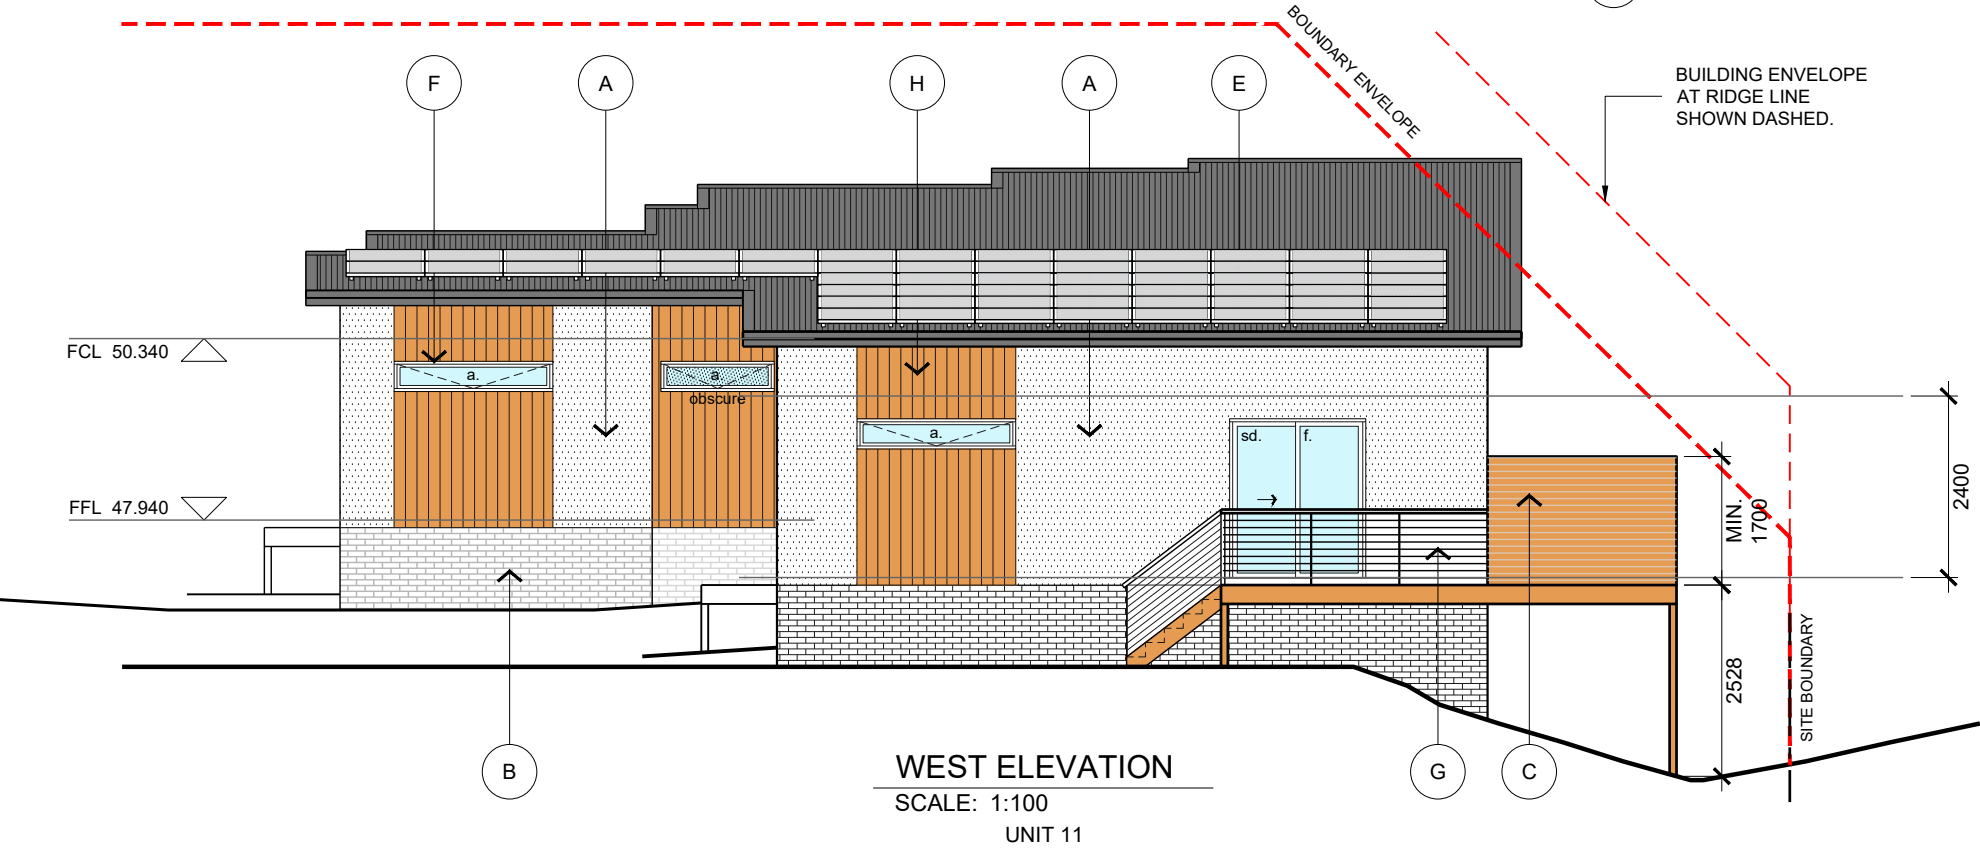 BOUNDARY ENVELOPE
BUILDING ENVELOPE
AT RIDGE LINE
SHOWN DASHED.
F
A
H
A
E
FCL 50.340
a.
a.
obscure
a.
sd.
f.
FFL 47.940
MIN.
1700
2400
2528
SITE BOUNDARY
B
G
C
WEST ELEVATION
SCALE: 1:100
UNIT 11